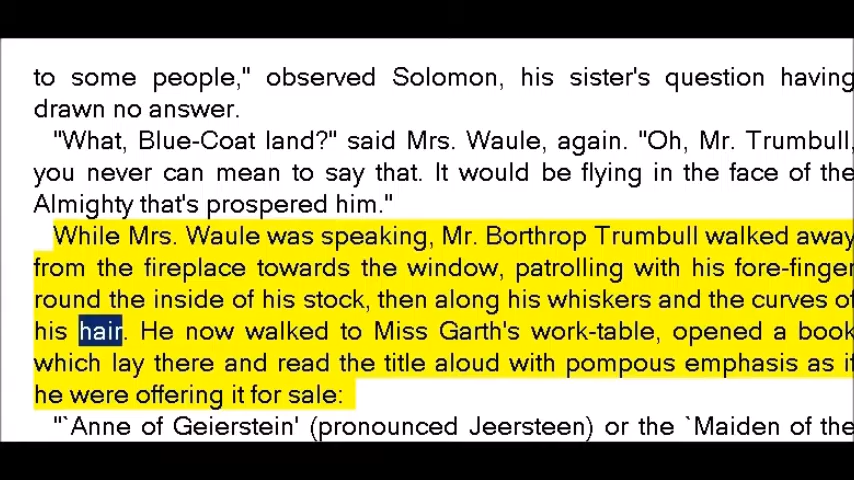 to some people," observed Solomon, his sister's question having
drawn no answer.
"What, Blue-Coat land?" said Mrs. Waule, again. "Oh, Mr. Trumbull,
you never can mean to say that. It would be flying in the face of the
Almighty that's prospered him."
While Mrs. Waule was speaking, Mr. Borthrop Trumbull walked away
from the fireplace towards the window, patrolling with his fore-finger
round the inside of his stock, then along his whiskers and the curves of
his hair. He now walked to Miss Garth's work-table, opened a book
which lay there and read the title aloud with pompous emphasis as if
he were offering it for sale:
"`Anne of Geierstein' (pronounced Jeersteen) or the `Maiden of the